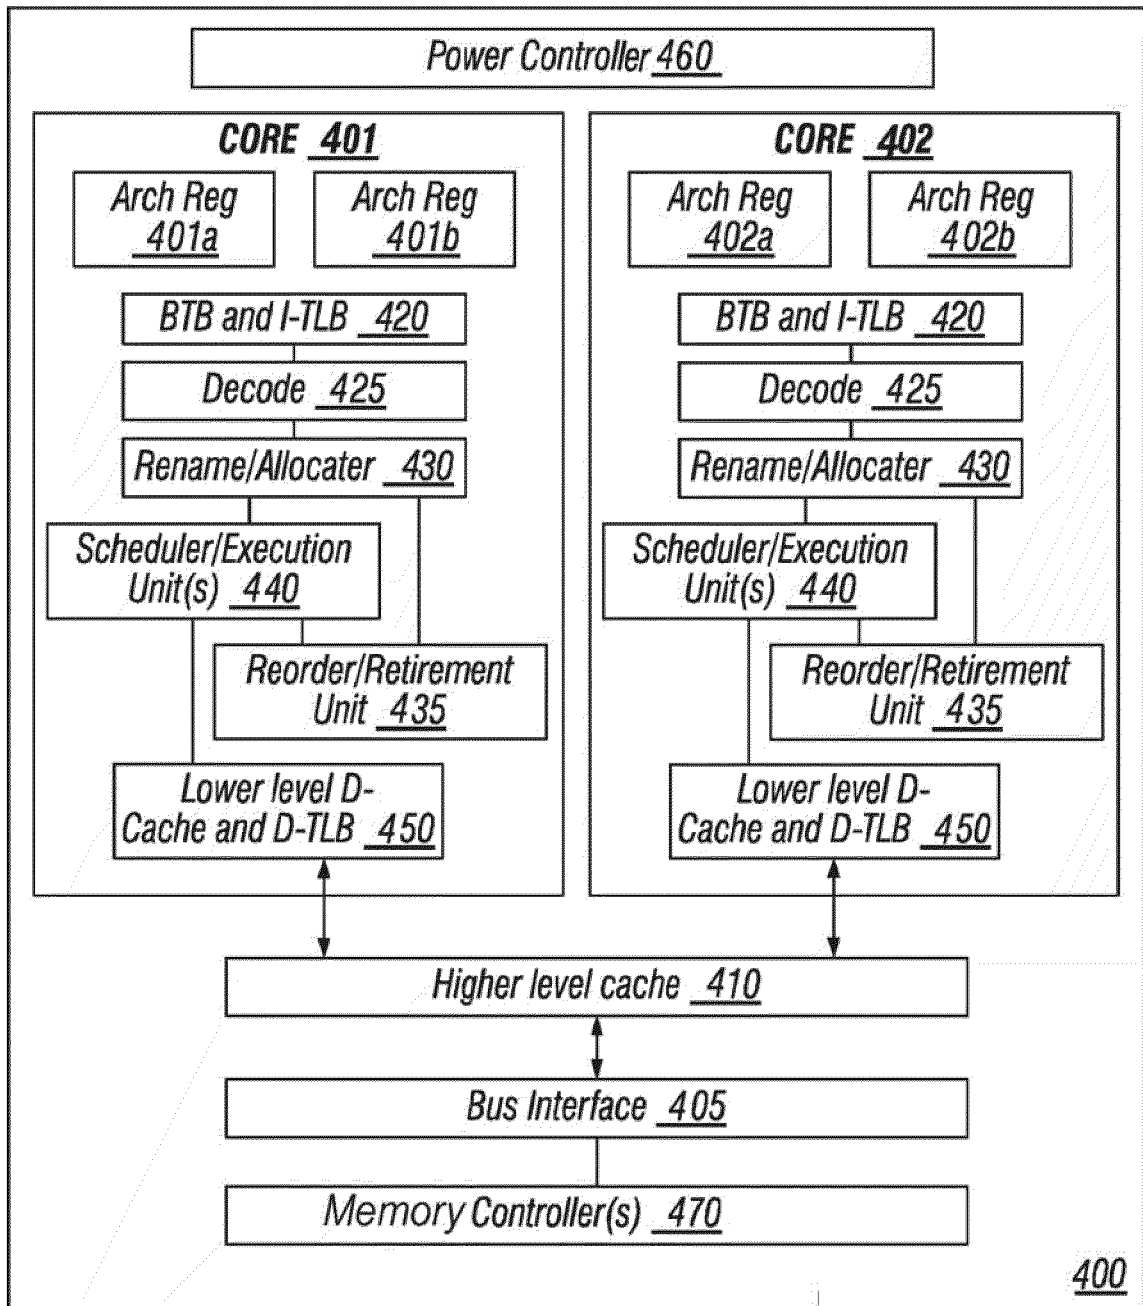 Power Controller 460
CORE 401
Arch Reg
401a
Arch Reg
401b
BTB and I-TLB 420
Decode 425
Rename/Allocater 430
Scheduler/Execution
Unit(s) 440
Reorder/Retirement
Unit 435
Lower level D-
Cache and D-TLB 450
CORE 402
Arch Reg
402a
Arch Reg
402b
BTB and I-TLB 420
Decode 425
Rename/Allocater 430
Scheduler/Execution
Unit(s) 440
Reorder/Retirement
Unit 435
Lower level D-
Cache and D-TLB 450
Higher level cache 410
Bus Interface 405
Memory Controller(s) 470
400